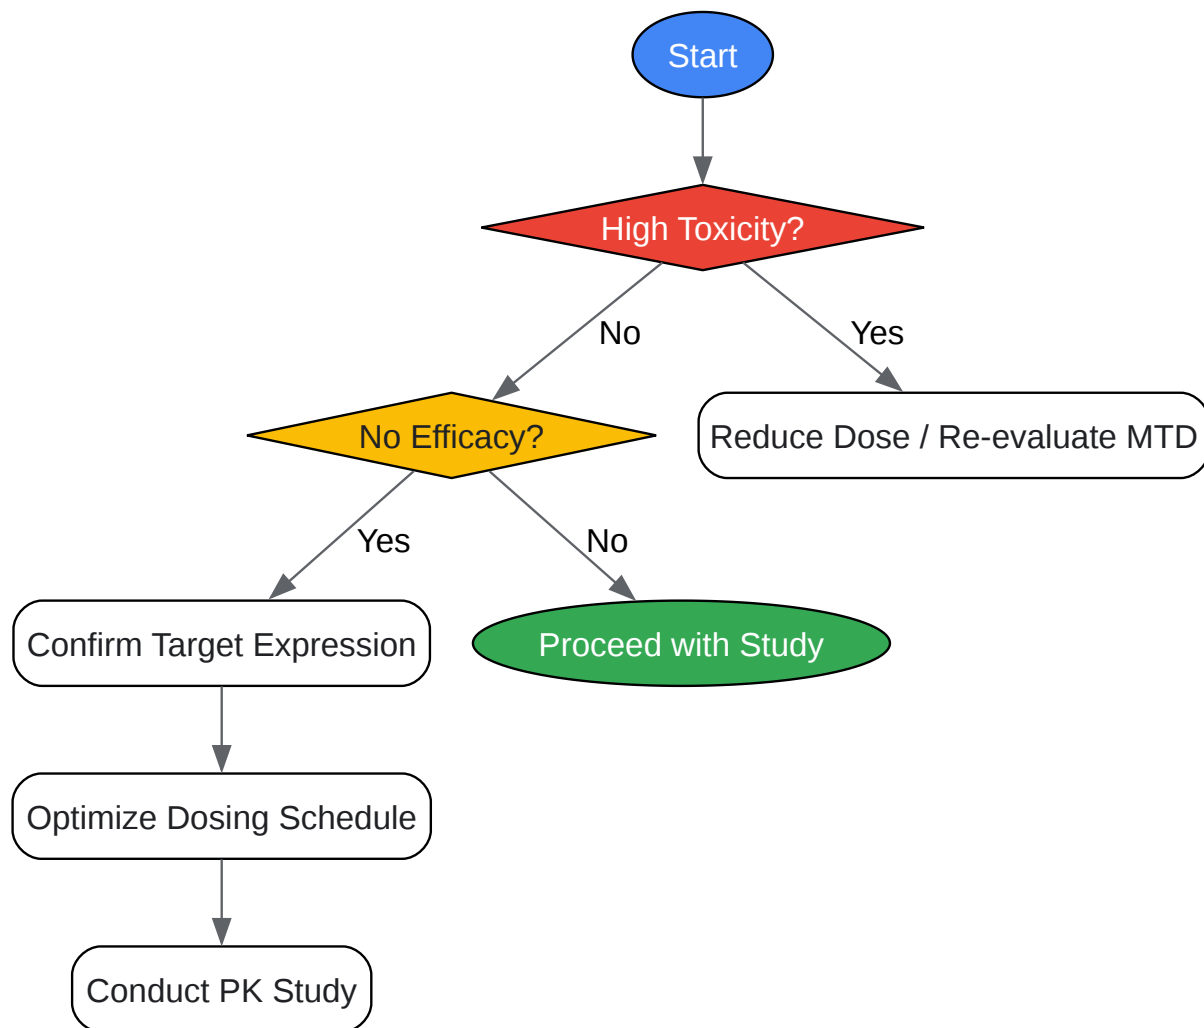 Start
High Toxicity?
No
Yes
No Efficacy?
Reduce Dose / Re-evaluate MTD
Yes
No
Confirm Target Expression
Proceed with Study
Optimize Dosing Schedule
Conduct PK Study